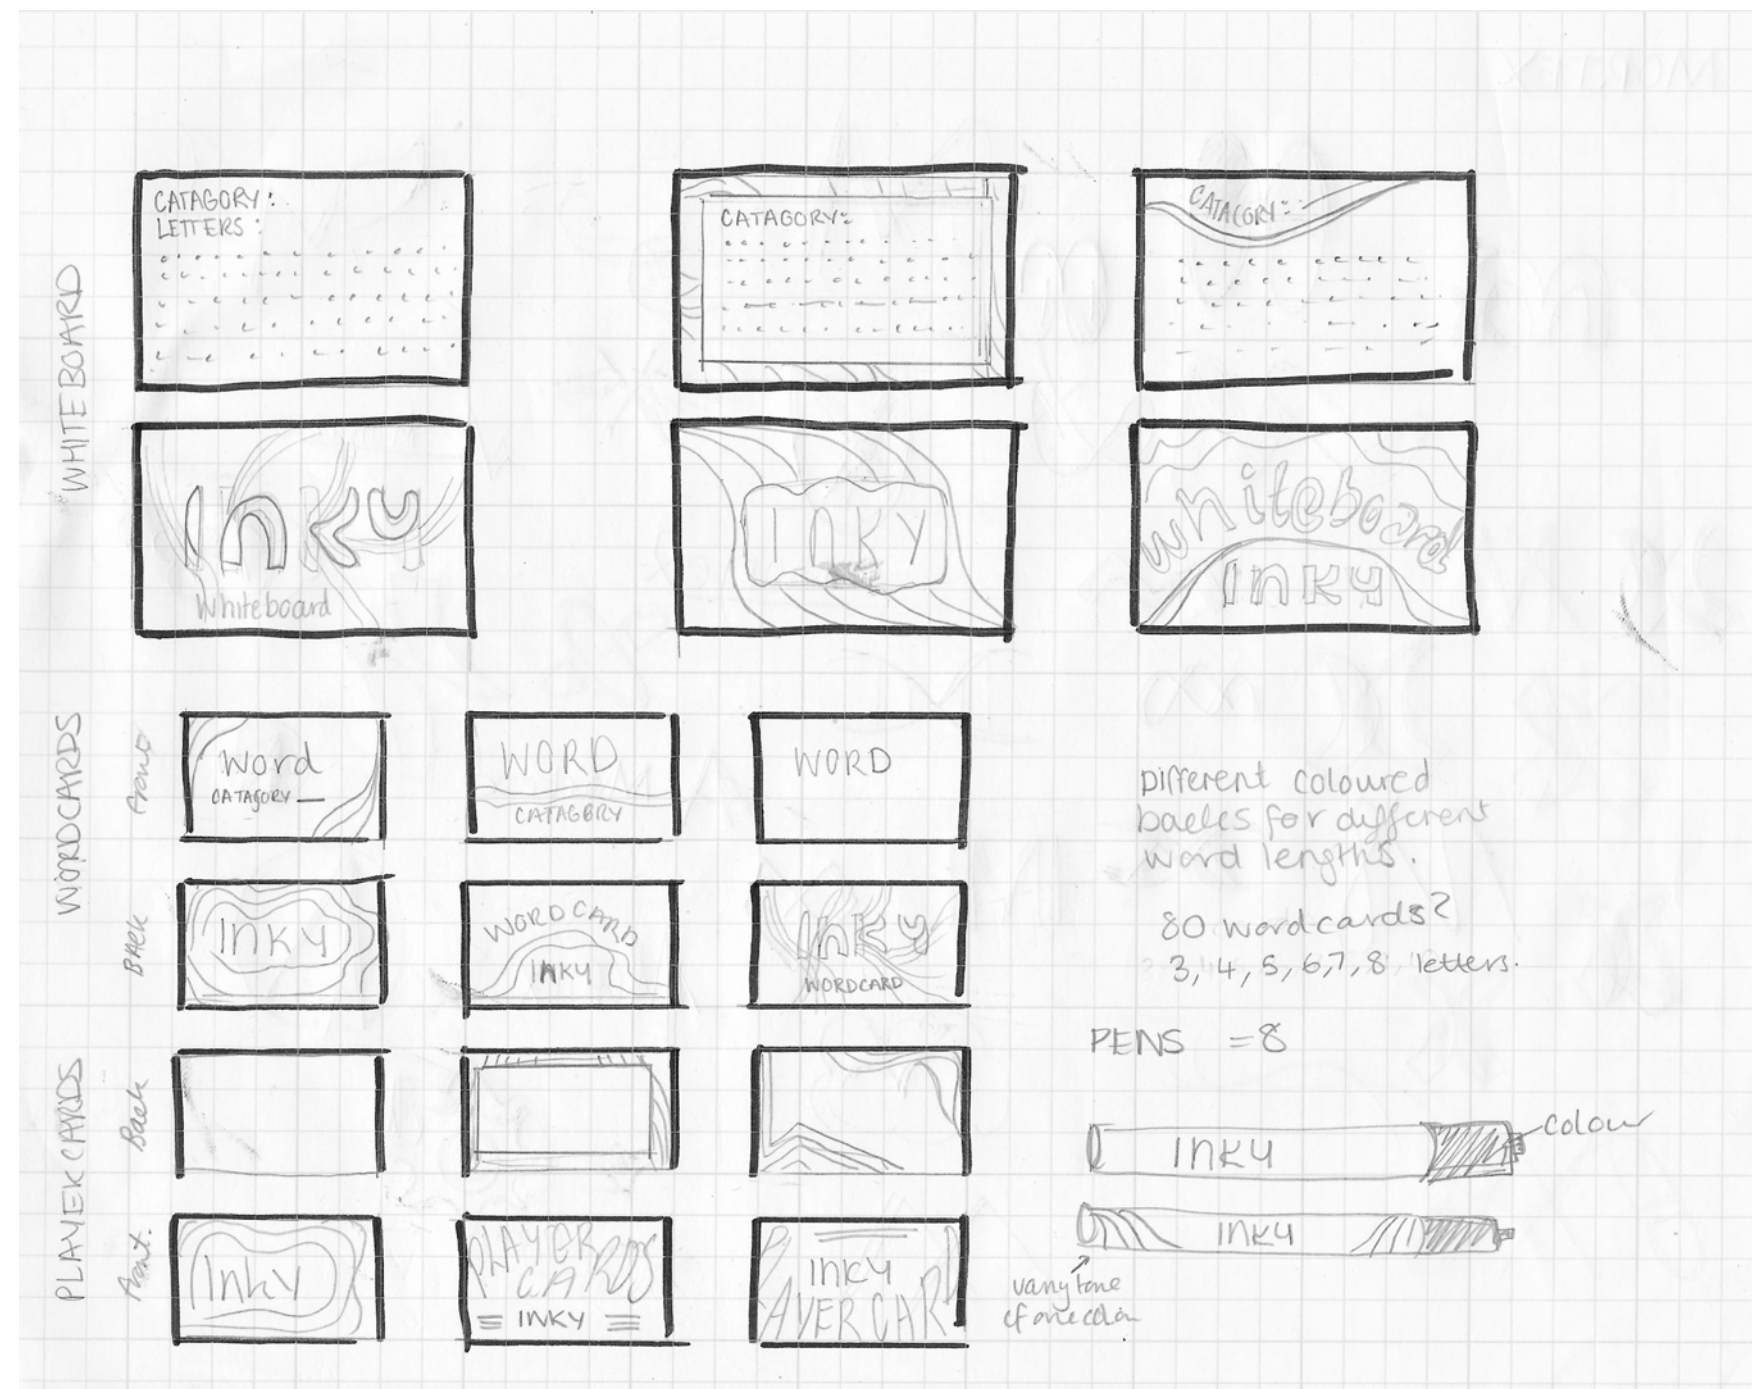 WHITEBOARD
CATAGORY:
LETTERS:
CATAGORY:
CATAGORY:
Inky
Whiteboard
INKY
Whiteboard
INKY
WORDCARDS
Front
Word
CATAGORY
WORD
CATAGORY
WORD
Back
INKY
WORDCARD
INKY
Inky
WORDCARD
Different coloured
backs for different
word lengths.
80 wordcards?
3, 4, 5, 6, 7, 8 letters.
PENS = 8
INKY
colour
INKY
vary tone
of one colour
PLAYER CARDS
Back
Front.
Inky
PLAYER
CARDS
= INKY =
INKY
PLAYER CARD